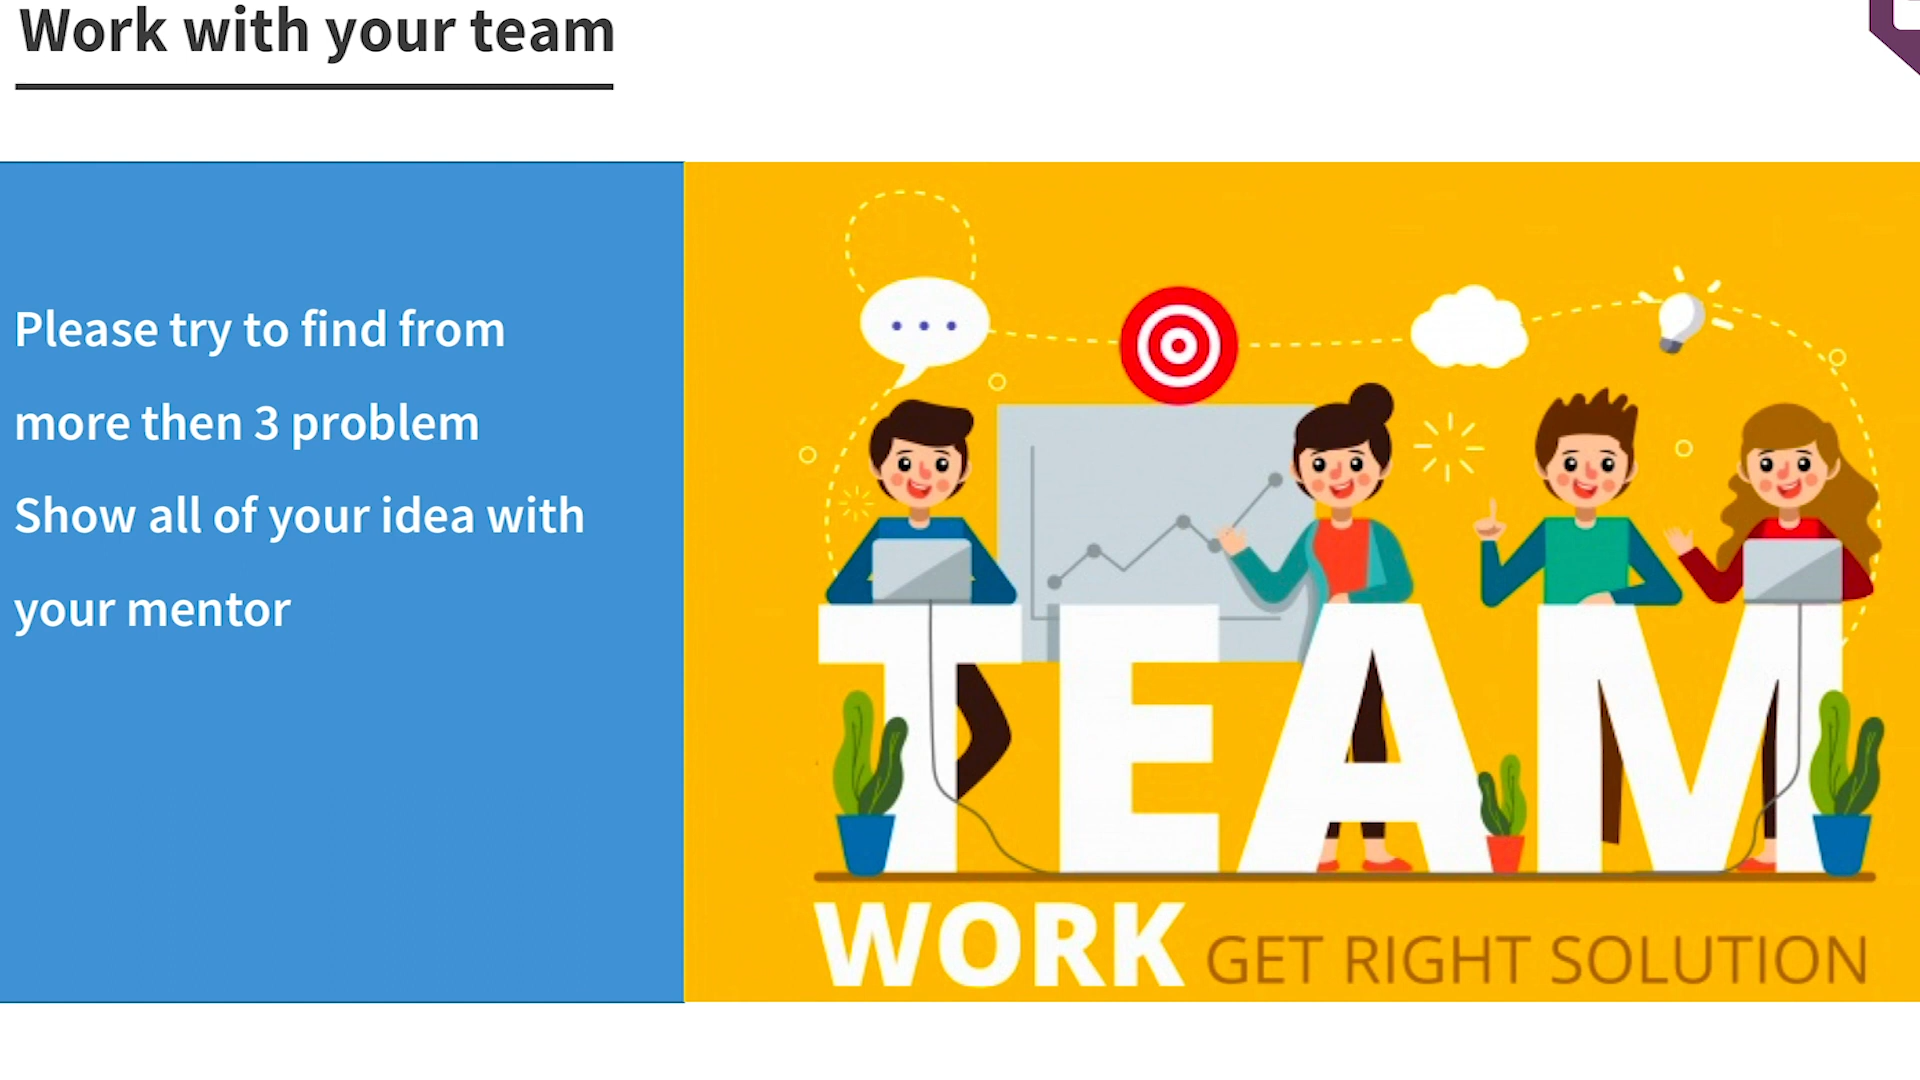 Work with your team
Please try to find from
more then 3 problem
Show all of your idea with
your mentor
TEAM
WORK GET RIGHT SOLUTION